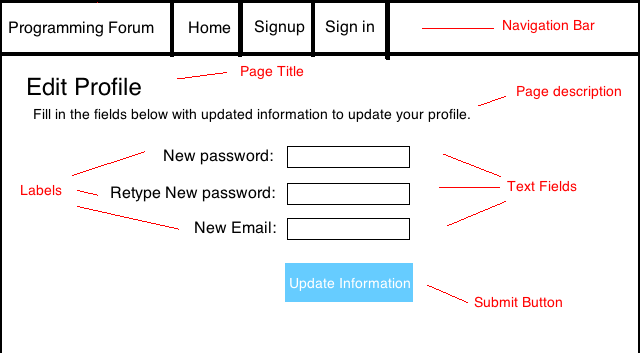 Programming Forum Home Signup Sign in Navigation Bar
Page Title
Edit Profile
Page description
Fill in the fields below with updated information to update your profile.
New password:
Labels Retype New password: Text Fields
New Email:
Update Information
Submit Button